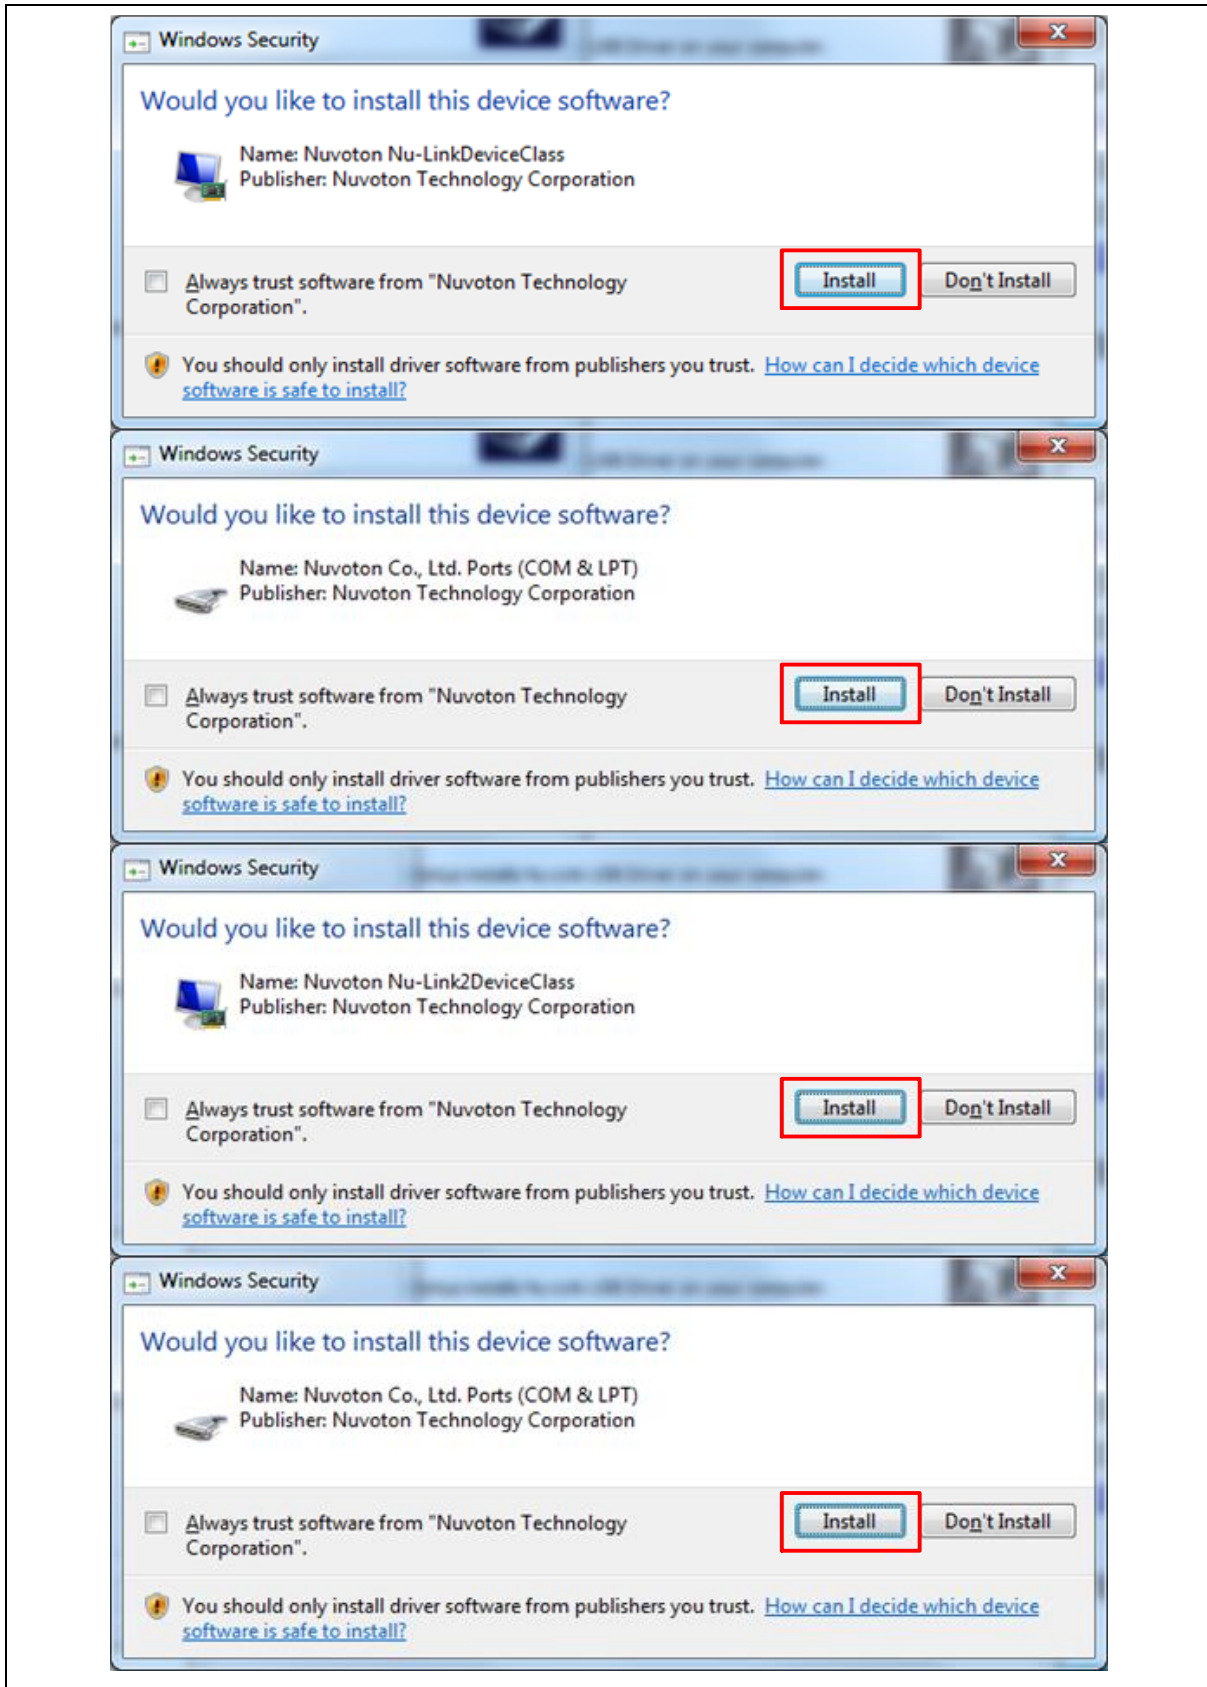 Windows Security
Would you like to install this device software?
Name: Nuvoton Nu-LinkDeviceClass
Publisher: Nuvoton Technology Corporation
Always trust software from "Nuvoton Technology
Corporation".
Install
Don't Install
You should only install driver software from publishers you trust. How can I decide which device
software is safe to install?
Windows Security
Would you like to install this device software?
Name: Nuvoton Co., Ltd. Ports (COM & LPT)
Publisher: Nuvoton Technology Corporation
Always trust software from "Nuvoton Technology
Corporation".
Install
Don't Install
You should only install driver software from publishers you trust. How can I decide which device
software is safe to install?
Windows Security
Would you like to install this device software?
Name: Nuvoton Nu-Link2DeviceClass
Publisher: Nuvoton Technology Corporation
Always trust software from "Nuvoton Technology
Corporation".
Install
Don't Install
You should only install driver software from publishers you trust. How can I decide which device
software is safe to install?
Windows Security
Would you like to install this device software?
Name: Nuvoton Co., Ltd. Ports (COM & LPT)
Publisher: Nuvoton Technology Corporation
Always trust software from "Nuvoton Technology
Corporation".
Install
Don't Install
You should only install driver software from publishers you trust. How can I decide which device
software is safe to install?